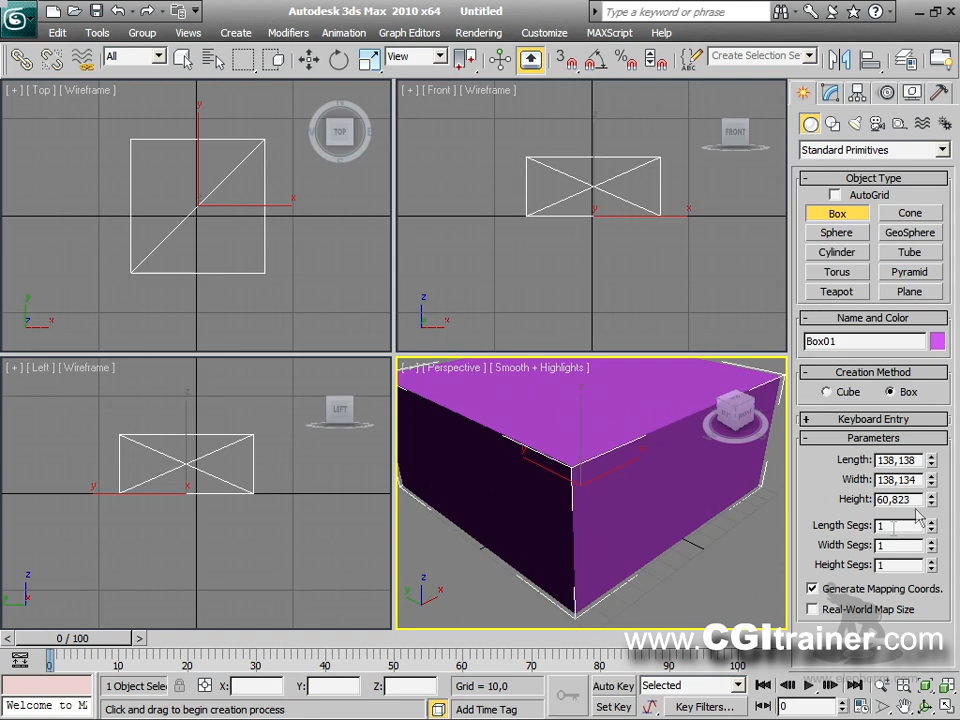 Autodesk 3ds Max 2010 x64 Untitled
Type a keyword or phrase
Edit Tools Group Views Create Modifiers Animation Graph Editors Rendering Customize MAXScript Help
All
View
3
Create Selection Se
[ + ] [ Top ] [ Wireframe ]
[ + ] [ Front ] [ Wireframe ]
TOP
FRONT
Standard Primitives
- Object Type
AutoGrid
Box Cone
Sphere GeoSphere
Cylinder Tube
Torus Pyramid
Teapot Plane
- Name and Color
Box01
- Creation Method
Cube Box
+ Keyboard Entry
- Parameters
Length: 138,138
Width: 138,134
Height: 60,823
Length Segs: 1
Width Segs: 1
Height Segs: 1
Generate Mapping Coords.
Real-World Map Size
[ + ] [ Left ] [ Wireframe ]
[ + ] [ Perspective ] [ Smooth + Highlights ]
LEFT
www.CGItrainer.com
< 0 / 100 >
0 10 20 30 40 50 60 70 80 90 100
1 Object Selec X: Y: Z: Grid = 10,0
Auto Key Selected
Welcome to M
Click and drag to begin creation process
Add Time Tag
Set Key Key Filters...
0